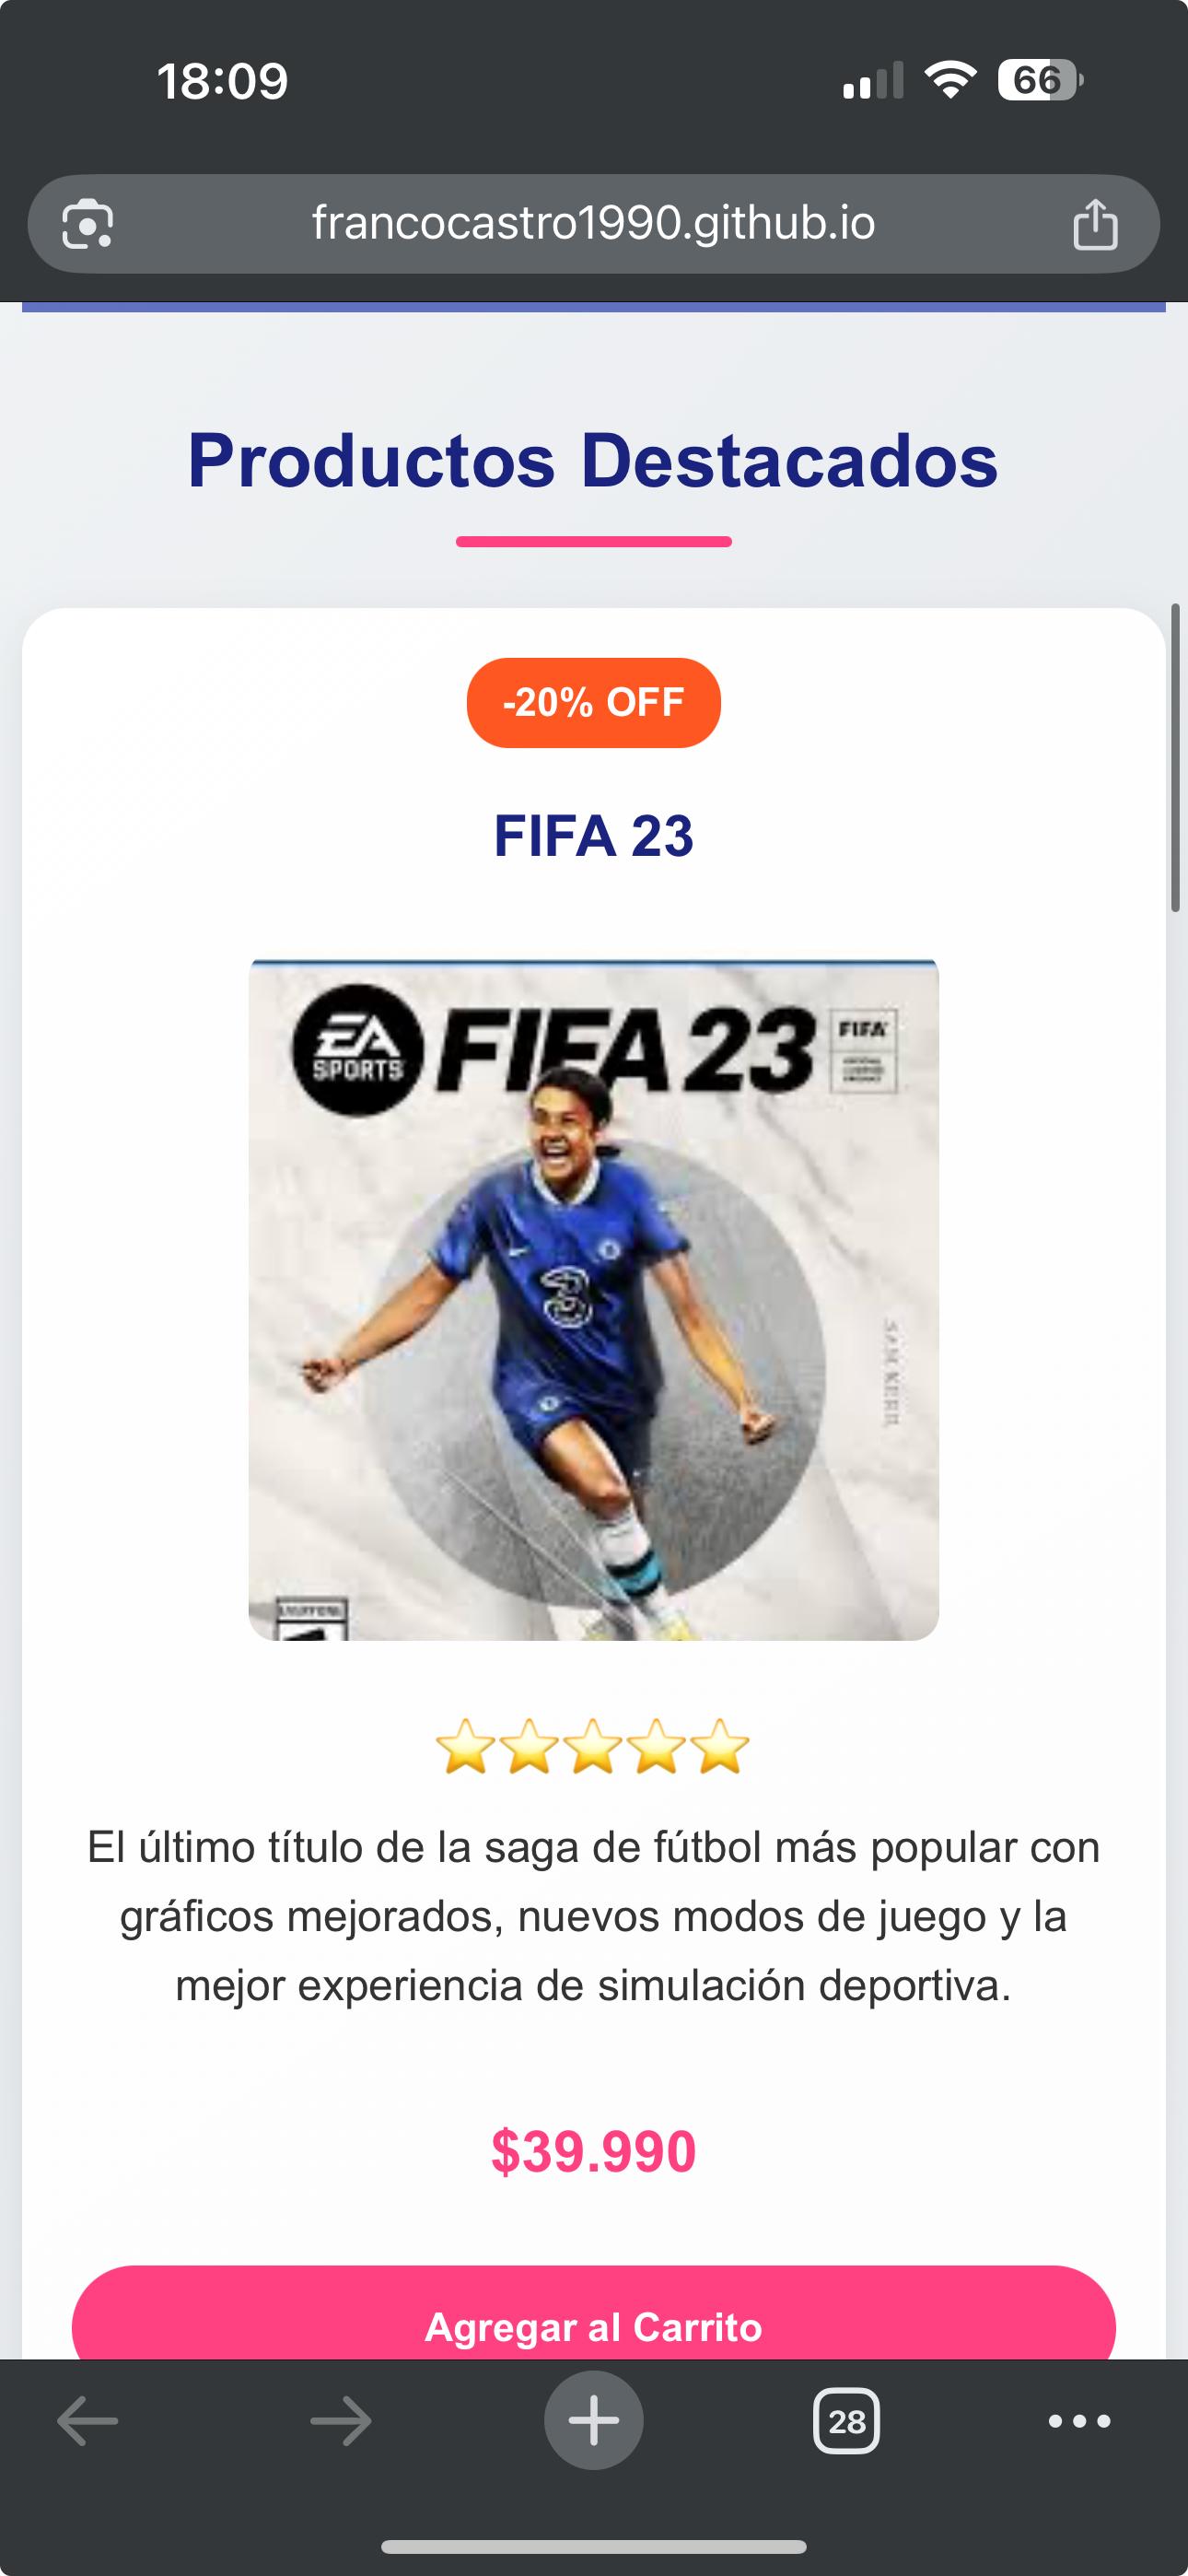 18:09
66
francocastro1990.github.io
Productos Destacados
-20% OFF
FIFA 23
EA
SPORTS
FIFA 23
FIFA
SAM KERR
El último título de la saga de fútbol más popular con
gráficos mejorados, nuevos modos de juego y la
mejor experiencia de simulación deportiva.
$39.990
Agregar al Carrito
28